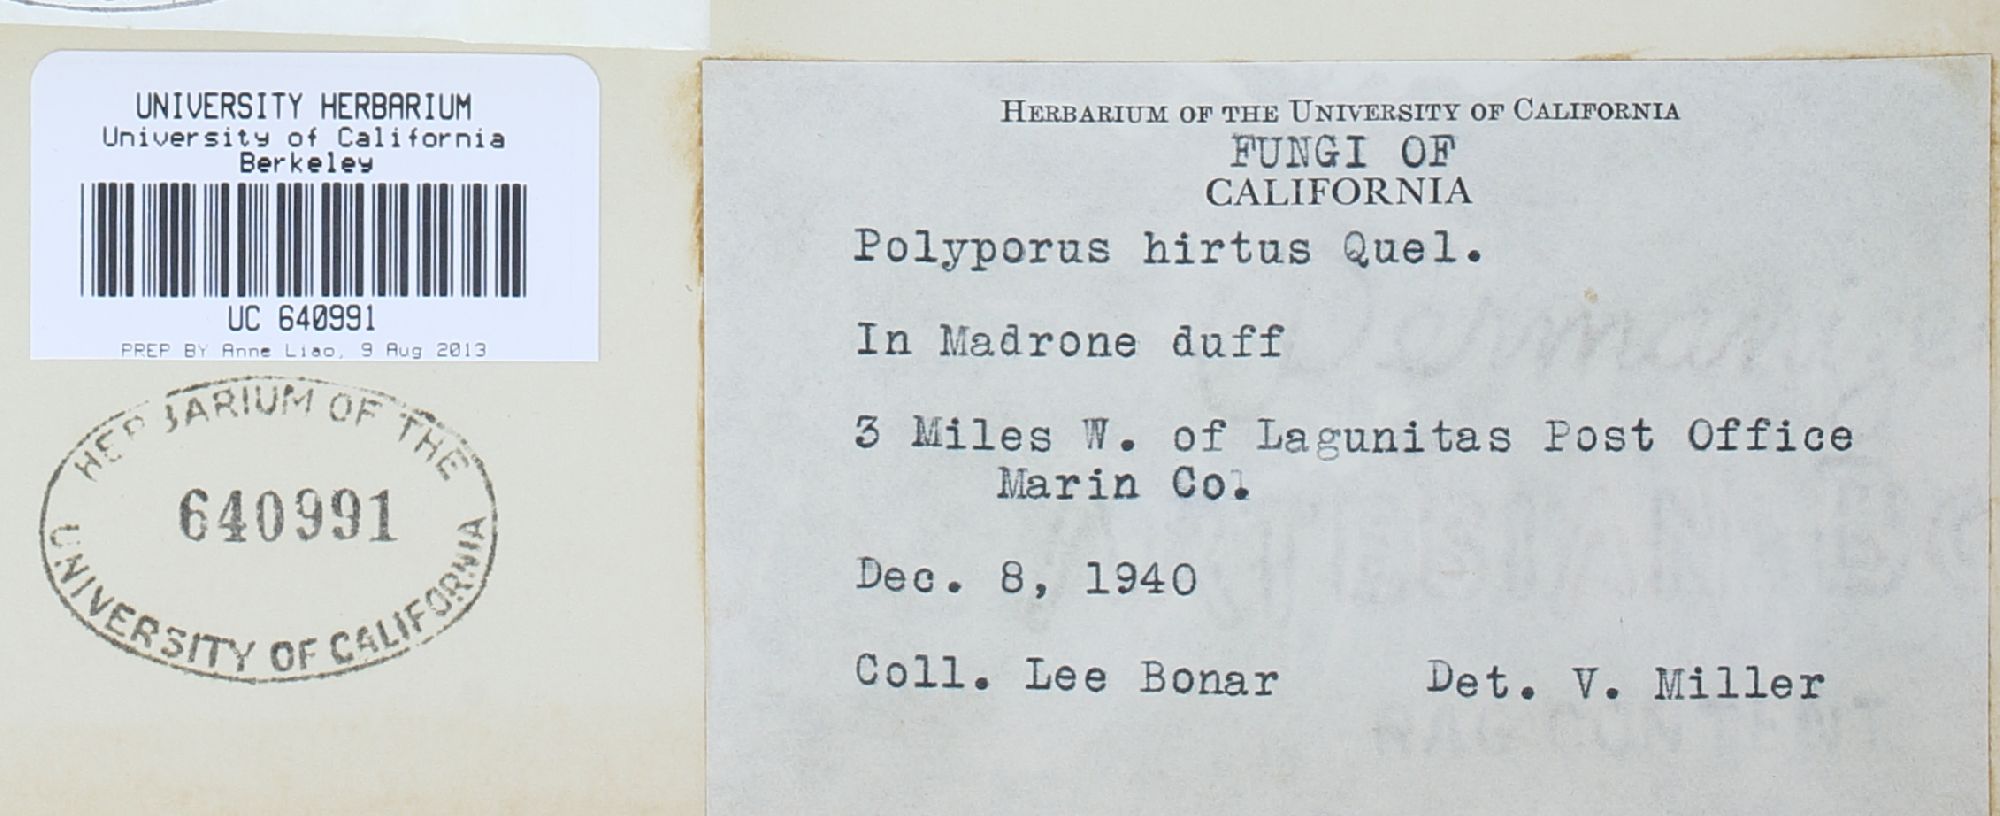 UNIVERSITY HERBARIUM
University of California
Berkeley
UC 640991
PREP BY Anne Liao, 9 Aug 2013
HERBARIUM OF THE
640991
UNIVERSITY OF CALIFORNIA
HERBARIUM OF THE UNIVERSITY OF CALIFORNIA
FUNGI OF
CALIFORNIA
Polyporus hirtus Quel.
In Madrone duff
3 Miles W. of Lagunitas Post Office
Marin Co.
Dec. 8, 1940
Coll. Lee Bonar Det. V. Miller